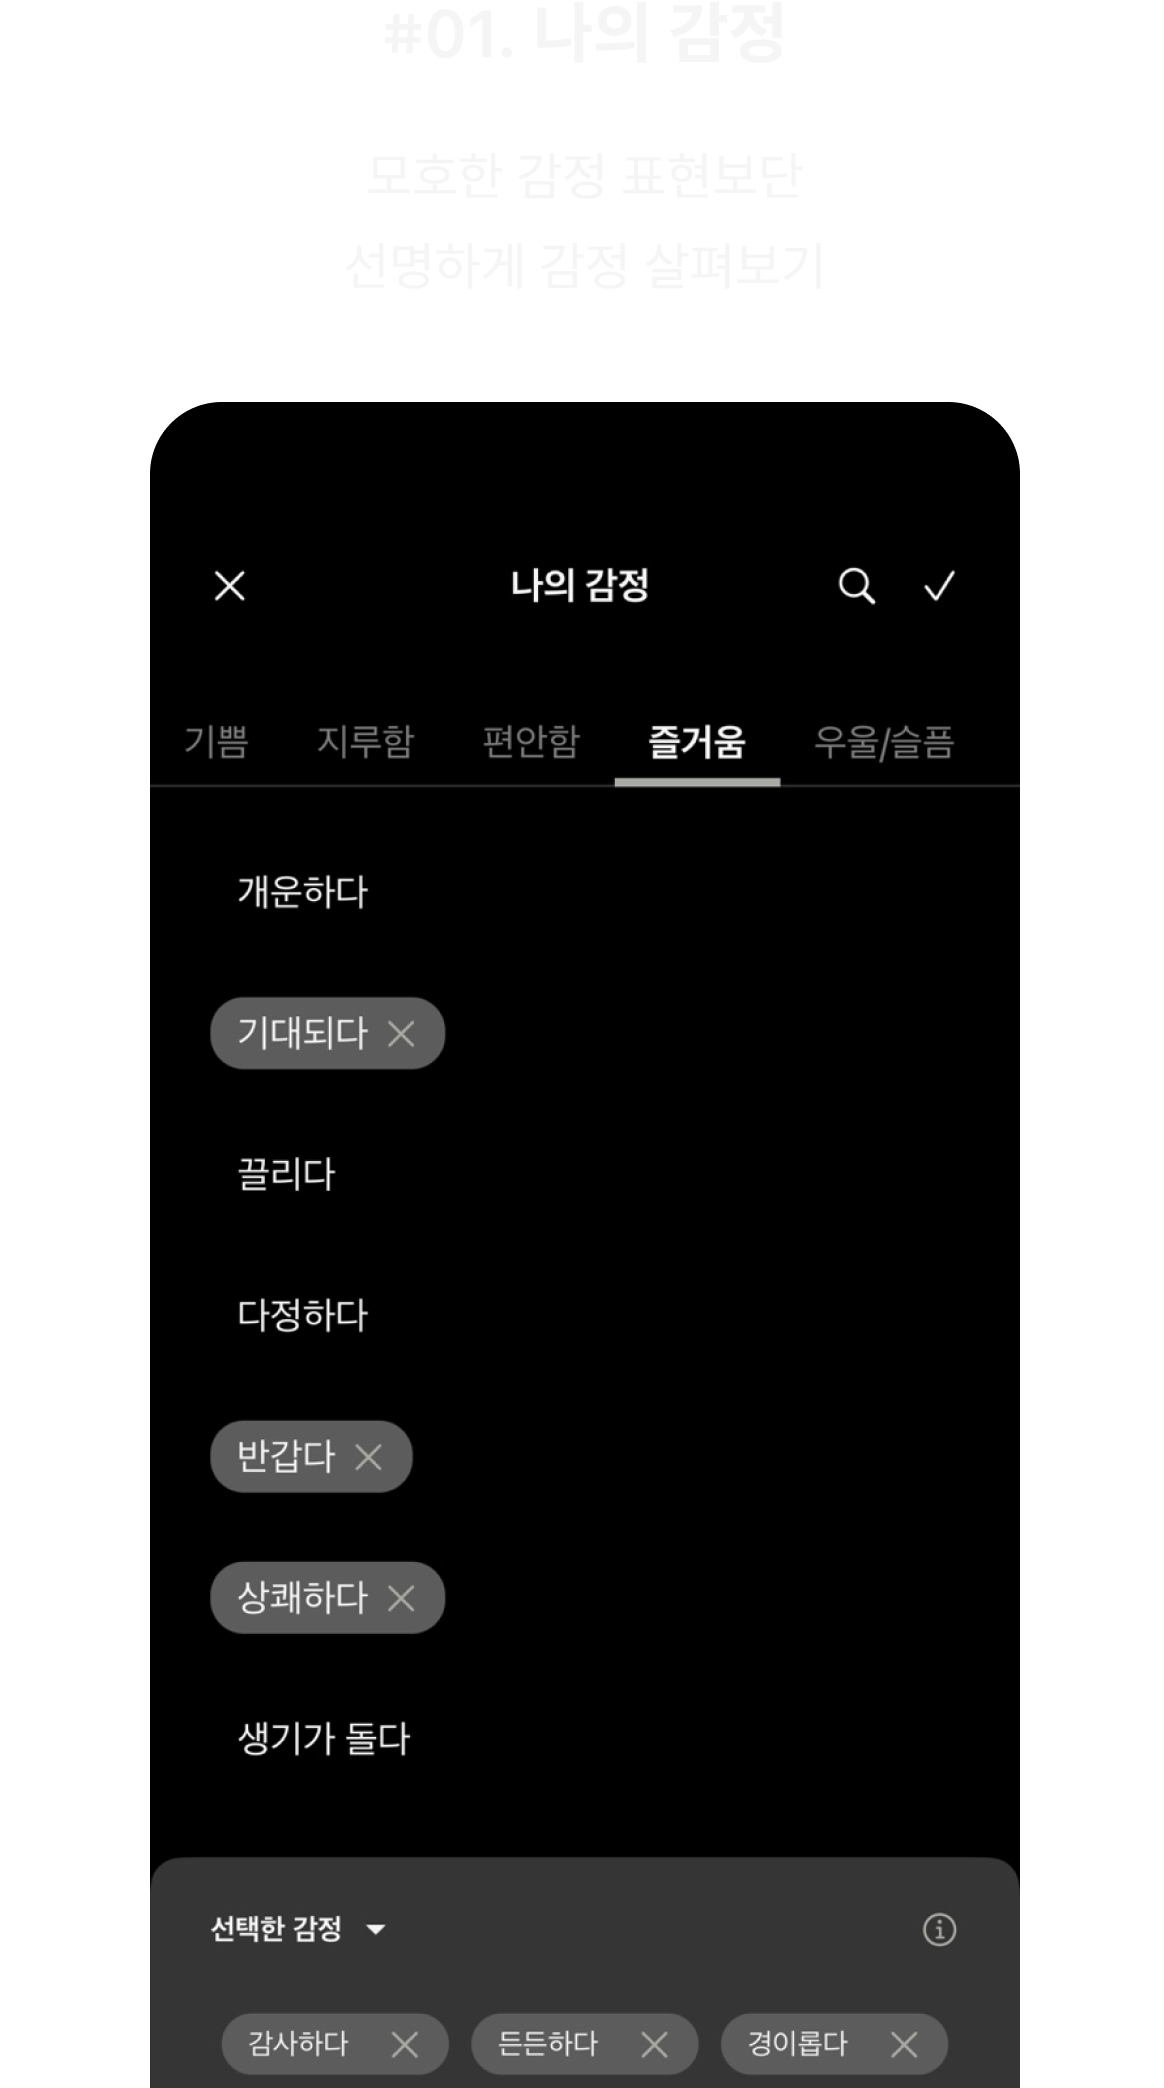 #01. 나의 감정
모호한 감정 표현보단
선명하게 감정 살펴보기
나의 감정
기쁨 지루함 편안함 즐거움 우울/슬픔
개운하다
기대되다
끌리다
다정하다
반갑다
상쾌하다
생기가 돌다
선택한 감정
감사하다 든든하다 경이롭다